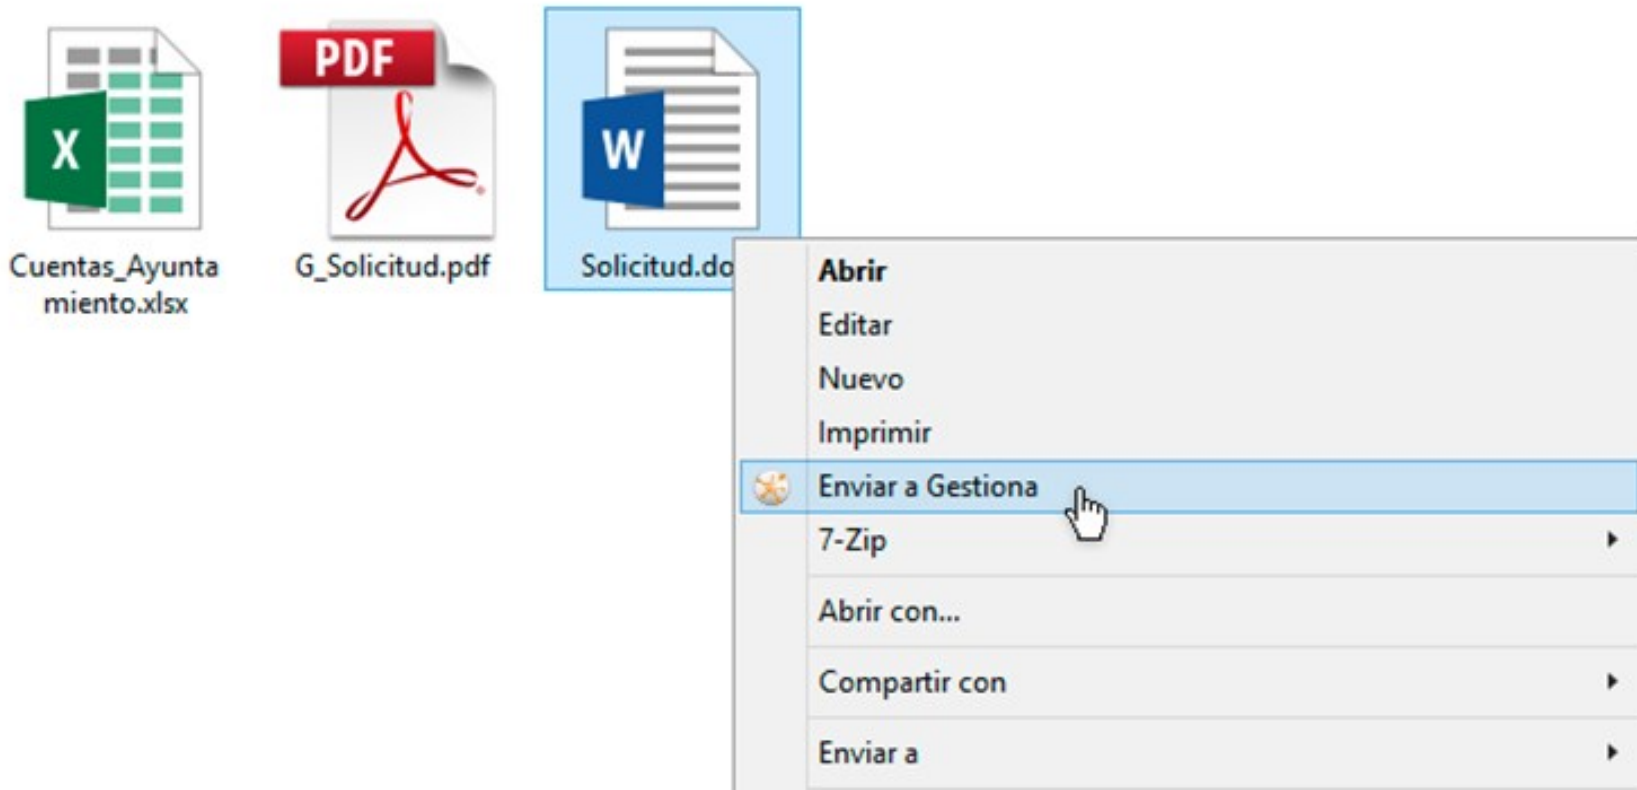 X
PDF
W
Cuentas_Ayunta
miento.xlsx
G_Solicitud.pdf
Solicitud.do
Abrir
Editar
Nuevo
Imprimir
Enviar a Gestiona
7-Zip
Abrir con...
Compartir con
Enviar a